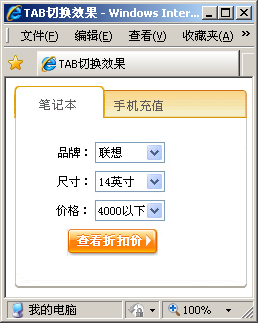 TAB切换效果 - Windows Inter...
文件(F) 编辑(E) 查看(V) 收藏夹(A) »
TAB切换效果
笔记本 手机充值
品牌： 联想
尺寸： 14英寸
价格： 4000以下
查看折扣价
我的电脑 100%